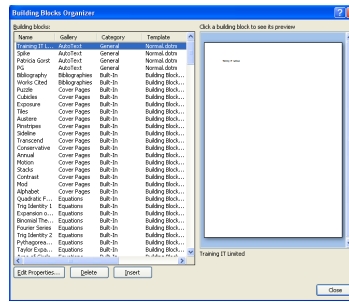 Building Blocks Organizer
Building blocks: Click a building block to see its preview
Name Gallery Category Template
Training IT L... AutoText General Normal.dotm
Spike AutoText General Normal.dotm
Patricia Gorst AutoText General Normal.dotm
PG AutoText General Normal.dotm
Bibliography Bibliographies Built-In Building Block...
Works Cited Bibliographies Built-In Building Block...
Puzzle Cover Pages Built-In Building Block...
Cubicles Cover Pages Built-In Building Block...
Exposure Cover Pages Built-In Building Block...
Tiles Cover Pages Built-In Building Block...
Austere Cover Pages Built-In Building Block...
Pinstripes Cover Pages Built-In Building Block...
Sideline Cover Pages Built-In Building Block...
Transcend Cover Pages Built-In Building Block...
Conservative Cover Pages Built-In Building Block...
Annual Cover Pages Built-In Building Block...
Motion Cover Pages Built-In Building Block...
Stacks Cover Pages Built-In Building Block...
Contrast Cover Pages Built-In Building Block...
Mod Cover Pages Built-In Building Block...
Alphabet Cover Pages Built-In Building Block...
Quadratic F... Equations Built-In Building Block...
Trig Identity 1 Equations Built-In Building Block...
Expansion o... Equations Built-In Building Block...
Binomial The... Equations Built-In Building Block...
Fourier Series Equations Built-In Building Block...
Trig Identity 2 Equations Built-In Building Block...
Pythagorea... Equations Built-In Building Block...
Taylor Expa... Equations Built-In Building Block...
Training IT Limited
Edit Properties... Delete Insert
Close